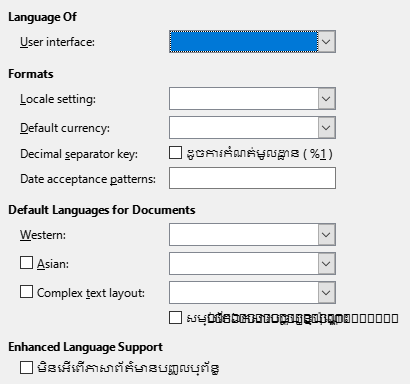 Language Of
User interface:
Formats
Locale setting:
Default currency:
Decimal separator key:
ដូចការកំណត់មូលដ្ឋាន ( %1 )
Date acceptance patterns:
Default Languages for Documents
Western:
Asian:
Complex text layout:
Enhanced Language Support
មិនអើពើភាសាព័ត៌មានបញ្ចូលប្រព័ន្ធ